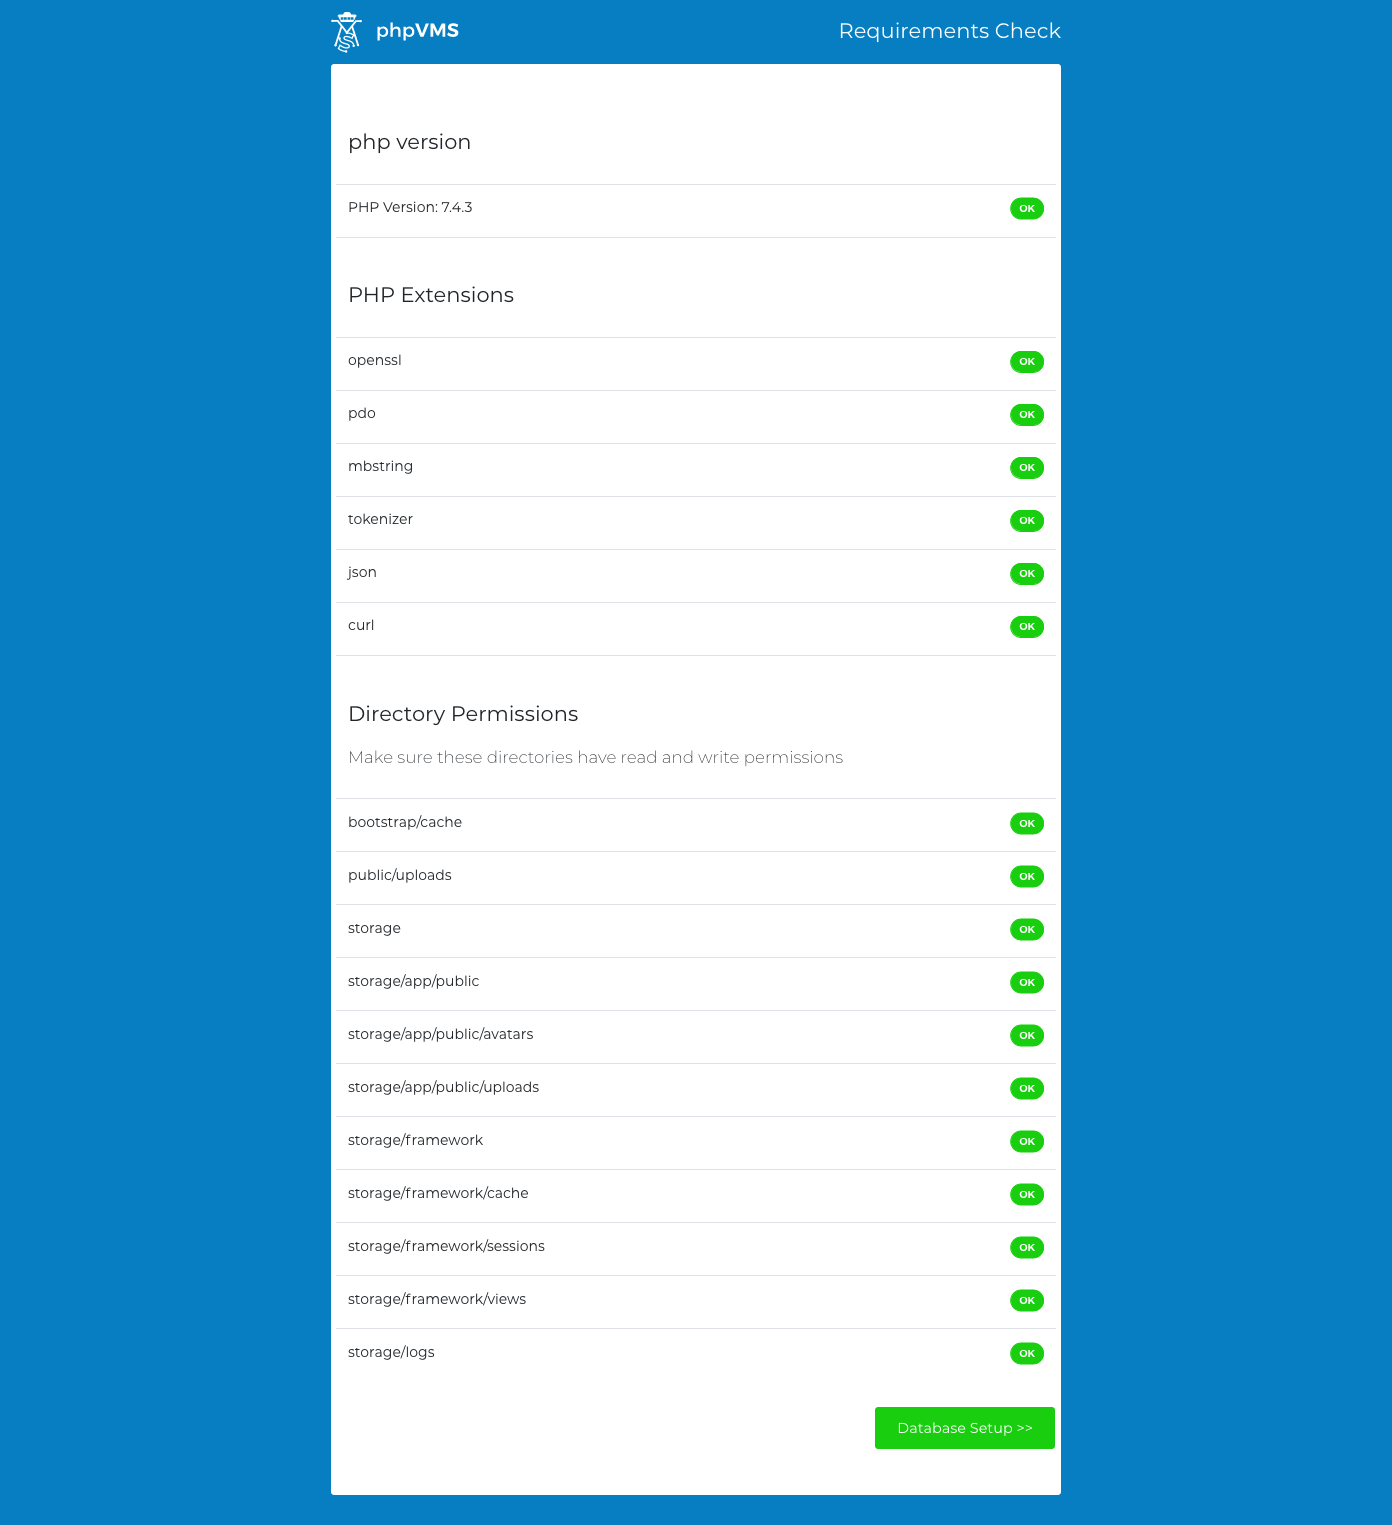 phpVMS
Requirements Check
php version
PHP Version: 7.4.3 OK
PHP Extensions
openssl OK
pdo OK
mbstring OK
tokenizer OK
json OK
curl OK
Directory Permissions
Make sure these directories have read and write permissions
bootstrap/cache OK
public/uploads OK
storage OK
storage/app/public OK
storage/app/public/avatars OK
storage/app/public/uploads OK
storage/framework OK
storage/framework/cache OK
storage/framework/sessions OK
storage/framework/views OK
storage/logs OK
Database Setup >>